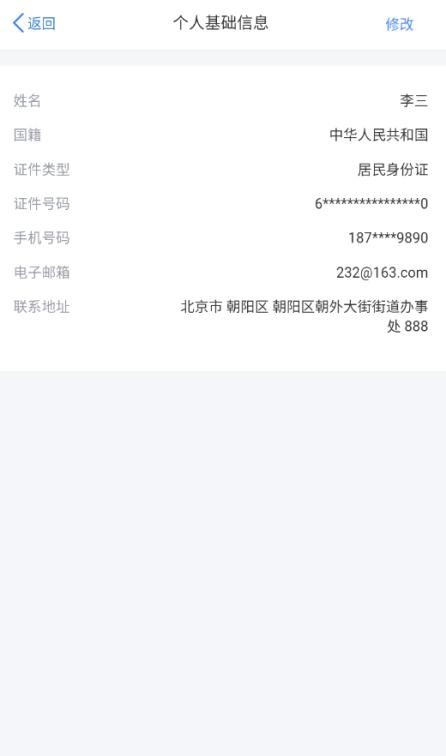 返回 个人基础信息 修改
姓名 李三
国籍 中华人民共和国
证件类型 居民身份证
证件号码 6****************0
手机号码 187****9890
电子邮箱 232@163.com
联系地址 北京市 朝阳区 朝阳区朝外大街街道办事
处 888